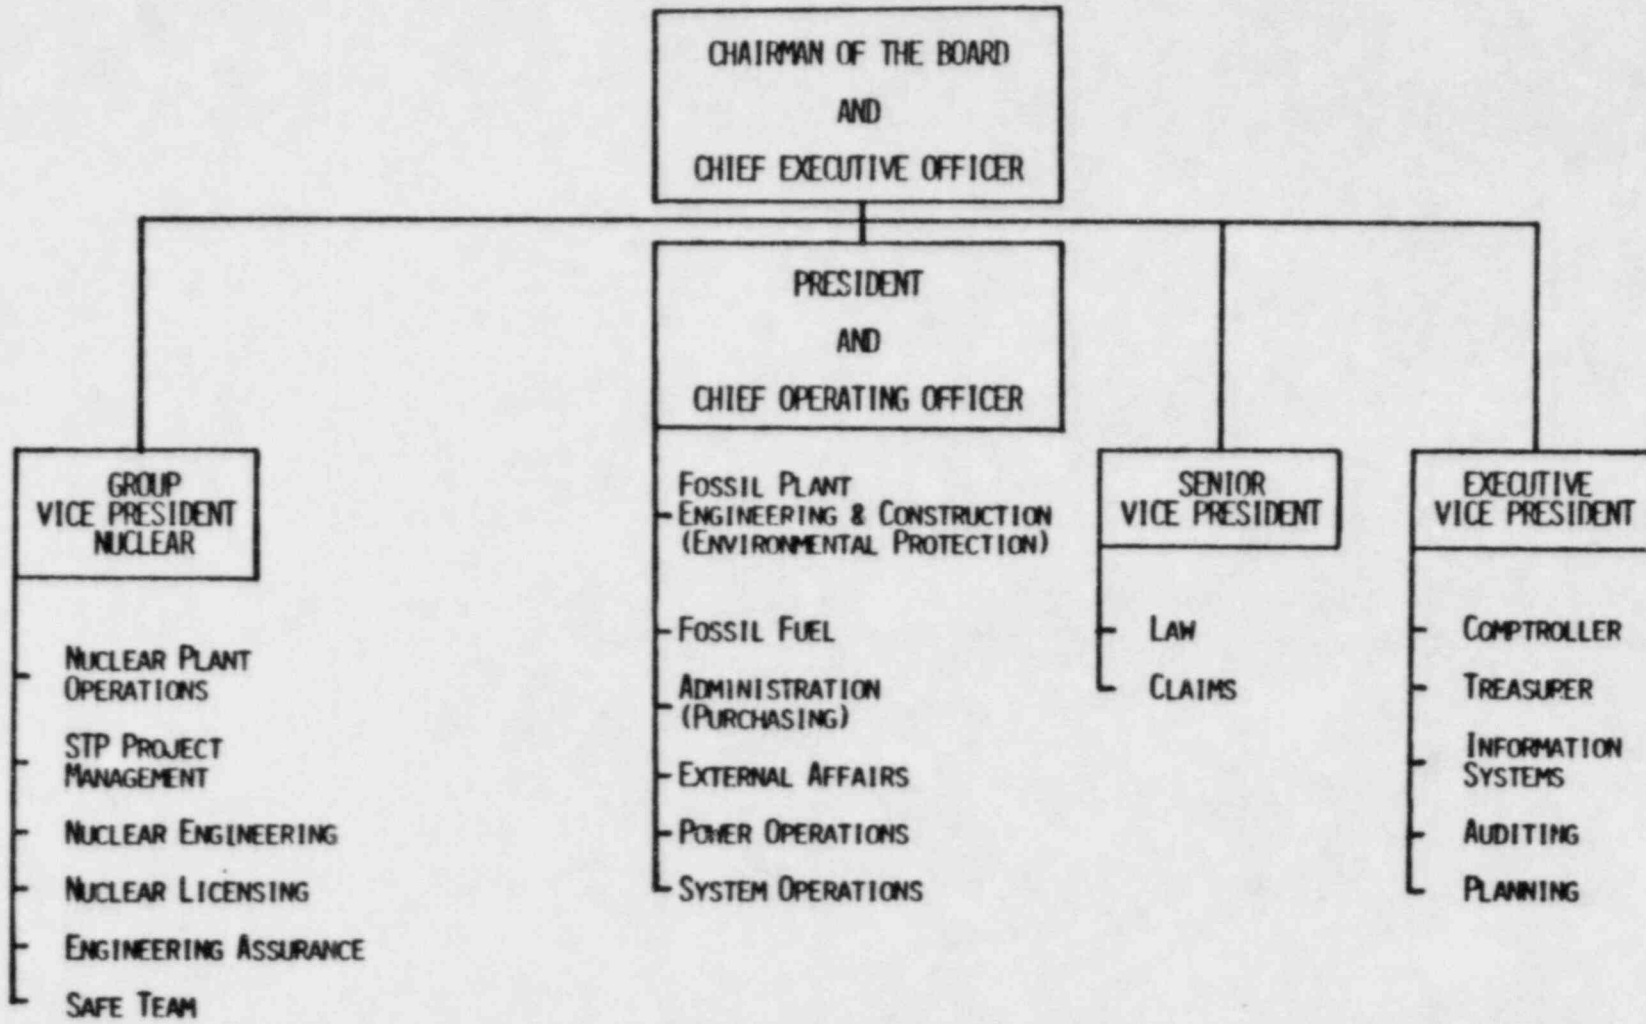 CHAIRMAN OF THE BOARD
AND
CHIEF EXECUTIVE OFFICER
PRESIDENT
AND
CHIEF OPERATING OFFICER
GROUP
VICE PRESIDENT
NUCLEAR
NUCLEAR PLANT
OPERATIONS
STP PROJECT
MANAGEMENT
NUCLEAR ENGINEERING
NUCLEAR LICENSING
ENGINEERING ASSURANCE
SAFE TEAM
FOSSIL PLANT
ENGINEERING & CONSTRUCTION
(ENVIRONMENTAL PROTECTION)
FOSSIL FUEL
ADMINISTRATION
(PURCHASING)
EXTERNAL AFFAIRS
POWER OPERATIONS
SYSTEM OPERATIONS
SENIOR
VICE PRESIDENT
LAW
CLAIMS
EXECUTIVE
VICE PRESIDENT
COMPTROLLER
TREASURER
INFORMATION
SYSTEMS
AUDITING
PLANNING